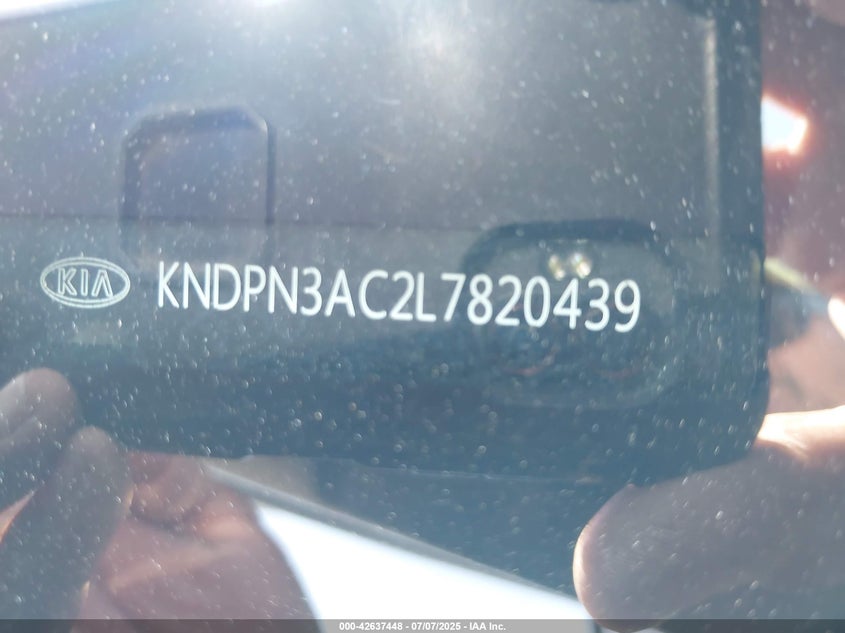 KIA KNDPN3AC2L7820439
000-42637448 - 07/07/2025 - IAA Inc.